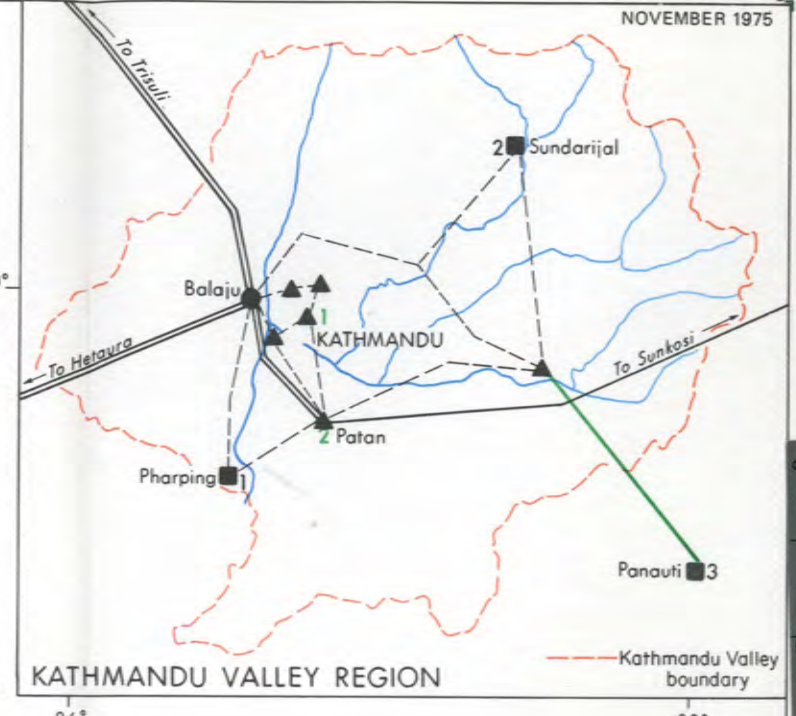 NOVEMBER 1975
To Trisuli
2 Sundarijal
Balaju
1
KATHMANDU
To Hetaura
To Sunkosi
2 Patan
Pharping 1
Panauti 3
Kathmandu Valley
boundary
KATHMANDU VALLEY REGION